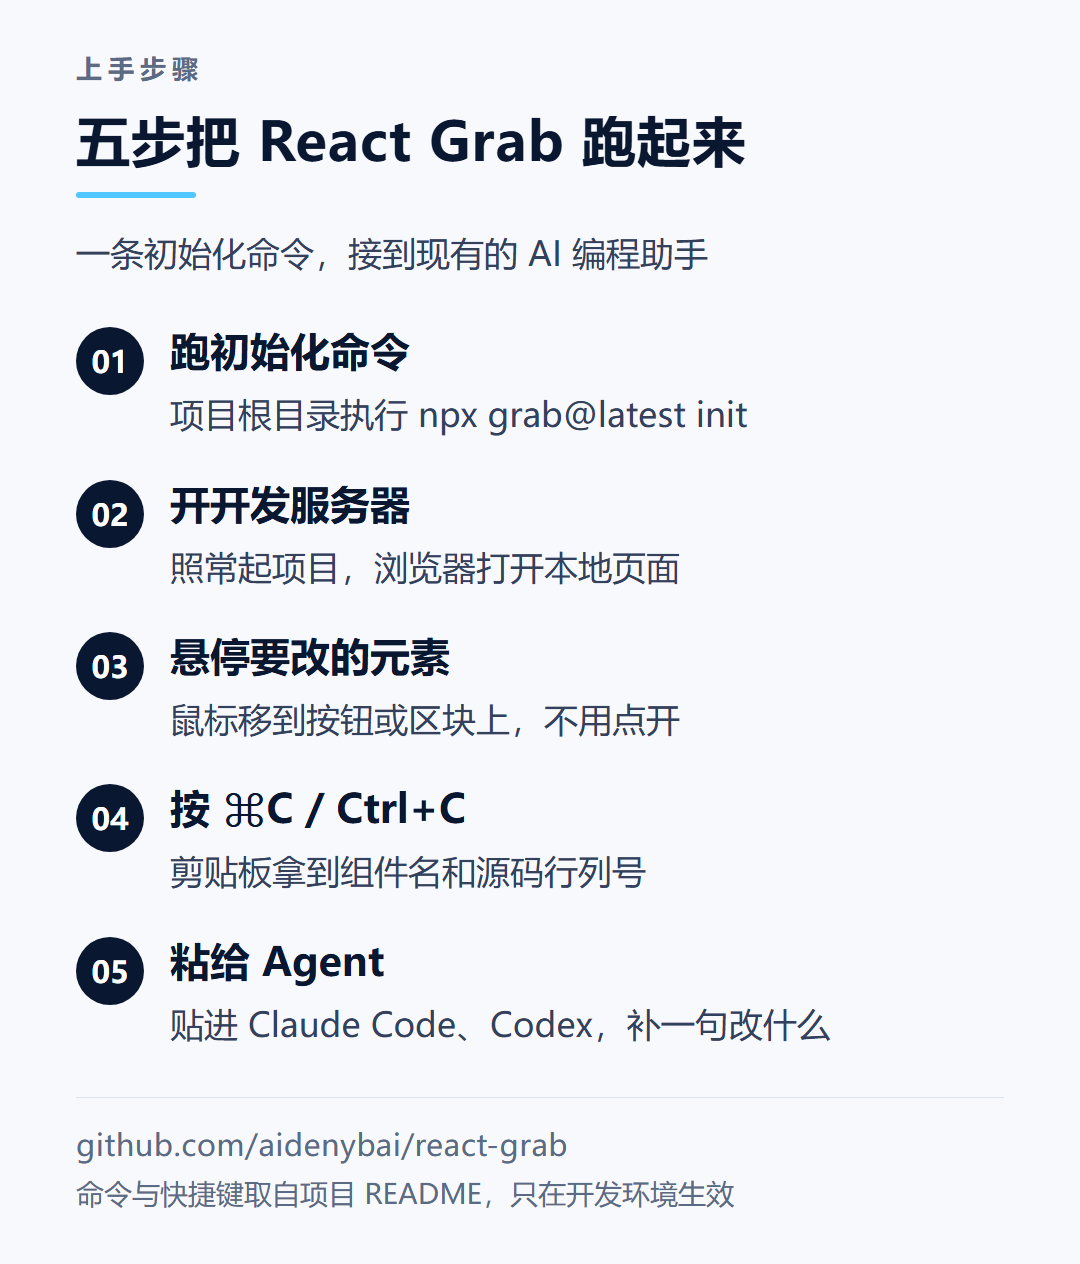 上手步骤
五步把 React Grab 跑起来
一条初始化命令，接到现有的 AI 编程助手
01
跑初始化命令
项目根目录执行 npx grab@latest init
02
开开发服务器
照常起项目，浏览器打开本地页面
03
悬停要改的元素
鼠标移到按钮或区块上，不用点开
04
按 ⌘C / Ctrl+C
剪贴板拿到组件名和源码行列号
05
粘给 Agent
贴进 Claude Code、Codex，补一句改什么
github.com/aidenybai/react-grab
命令与快捷键取自项目 README，只在开发环境生效